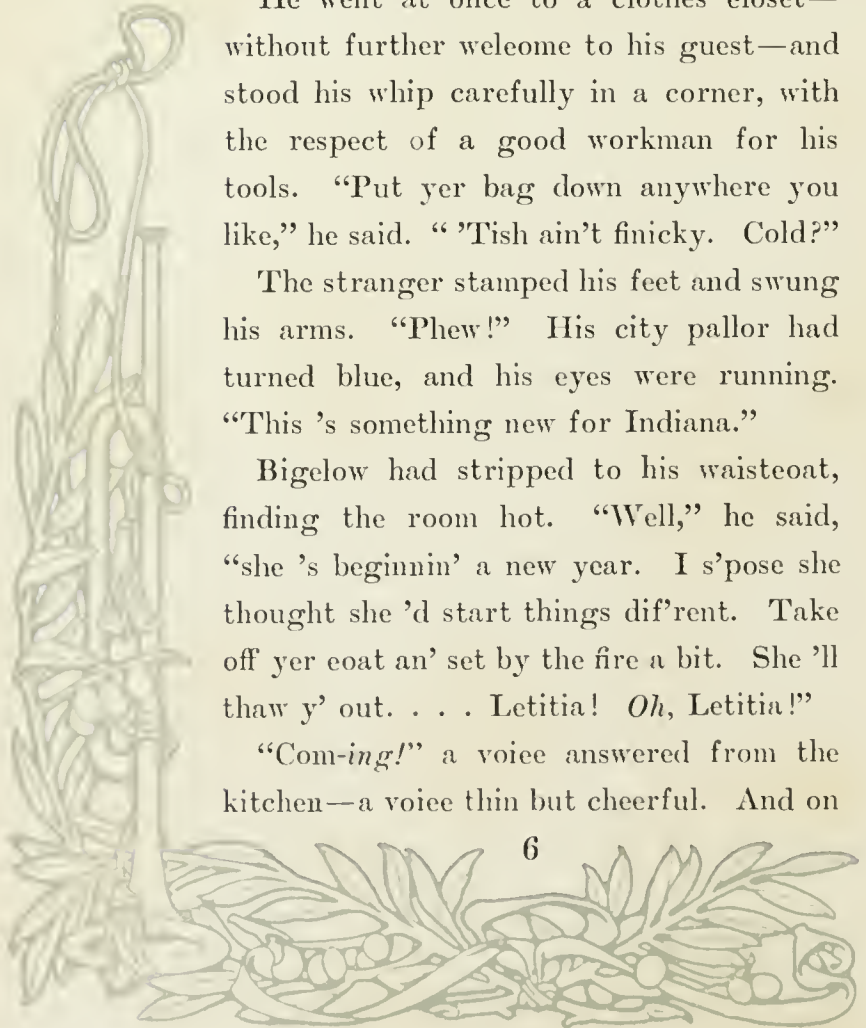 He went at once to a clothes closet—
without further welcome to his guest—and
stood his whip carefully in a corner, with
the respect of a good workman for his
tools. “Put yer bag down anywhere you
like,” he said. “ ’Tish ain't finicky. Cold?”
The stranger stamped his feet and swung
his arms. “Phew!” His city pallor had
turned blue, and his eyes were running.
“This ’s something new for Indiana.”
Bigelow had stripped to his waistcoat,
finding the room hot. “Well,” he said,
“she ’s beginnin’ a new year. I s’pose she
thought she ’d start things dif’rent. Take
off yer coat an’ set by the fire a bit. She ’ll
thaw y’ out. . . . Letitia! Oh, Letitia!”
“Com-ing!” a voice answered from the
kitchen—a voice thin but cheerful. And on
6